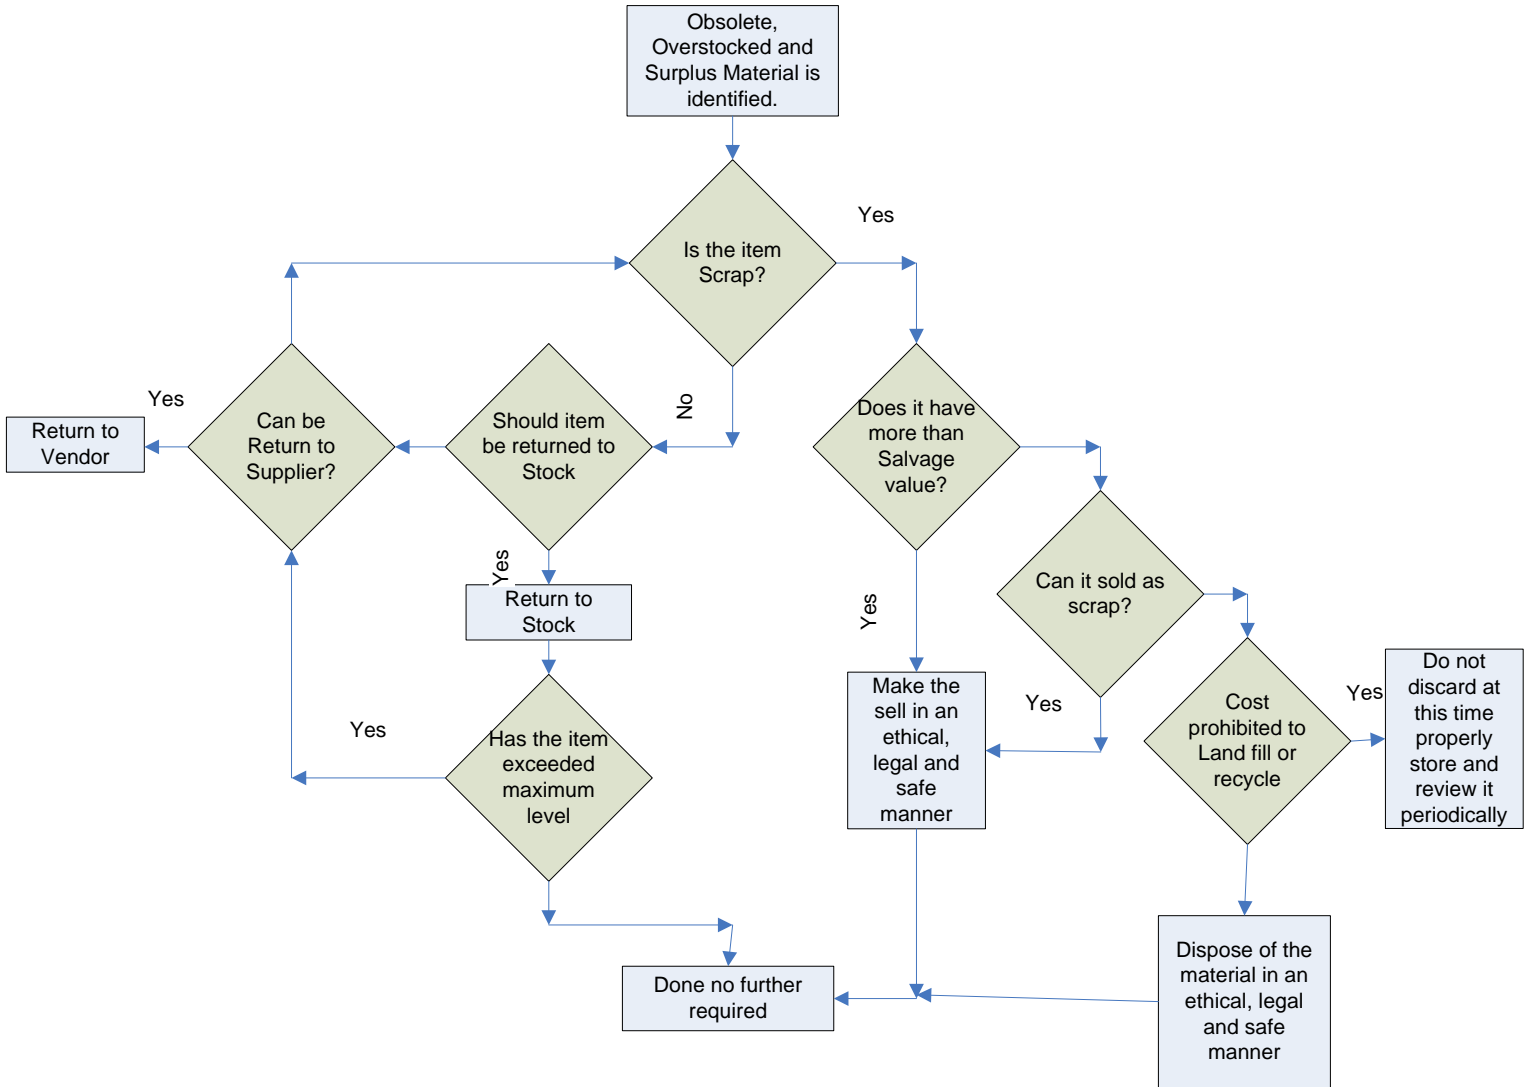 Obsolete,
Overstocked and
Surplus Material is
identified.
Is the item
Scrap?
Yes
No
Yes
Return to
Vendor
Can be
Return to
Supplier?
Should item
be returned to
Stock
Does it have
more than
Salvage
value?
Yes
Return to
Stock
Yes
Can it sold as
scrap?
Yes
Has the item
exceeded
maximum
level
Yes
Make the
sell in an
ethical,
legal and
safe
manner
Yes
Cost
prohibited to
Land fill or
recycle
Yes
Do not
discard at
this time
properly
store and
review it
periodically
Done no further
required
Dispose of the
material in an
ethical, legal
and safe
manner